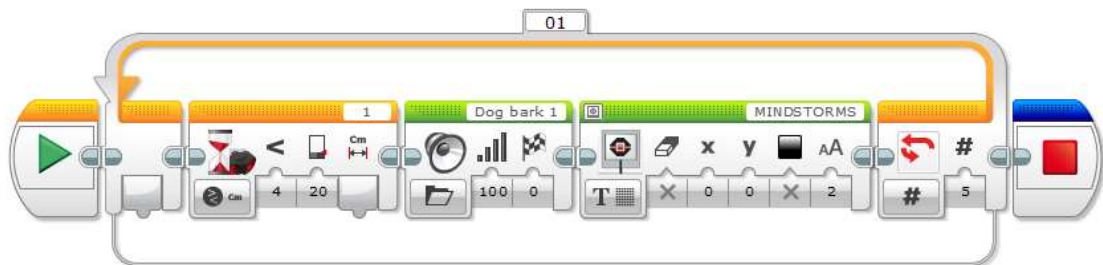 01
1
Dog bark 1
MINDSTORMS
< Cm x y AA #
Cm 4 20 100 0 T 0 0 2 # 5